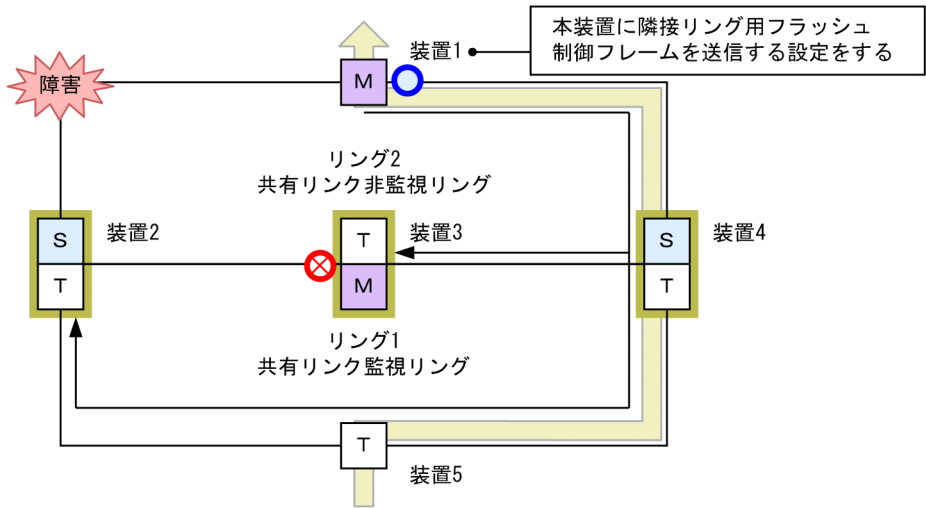 装置1
本装置に隣接リング用フラッシュ
制御フレームを送信する設定をする
障害
M
リング2
共有リンク非監視リング
S
装置2
T
装置3
S
装置4
T
M
T
リング1
共有リンク監視リング
T
装置5